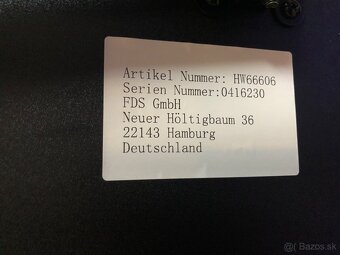 Artikel Nummer: HW66606
Serien Nummer:0416230
FDS GmbH
Neuer Höltigbaum 36
22143 Hamburg
Deutschland
@( Bazos.sk